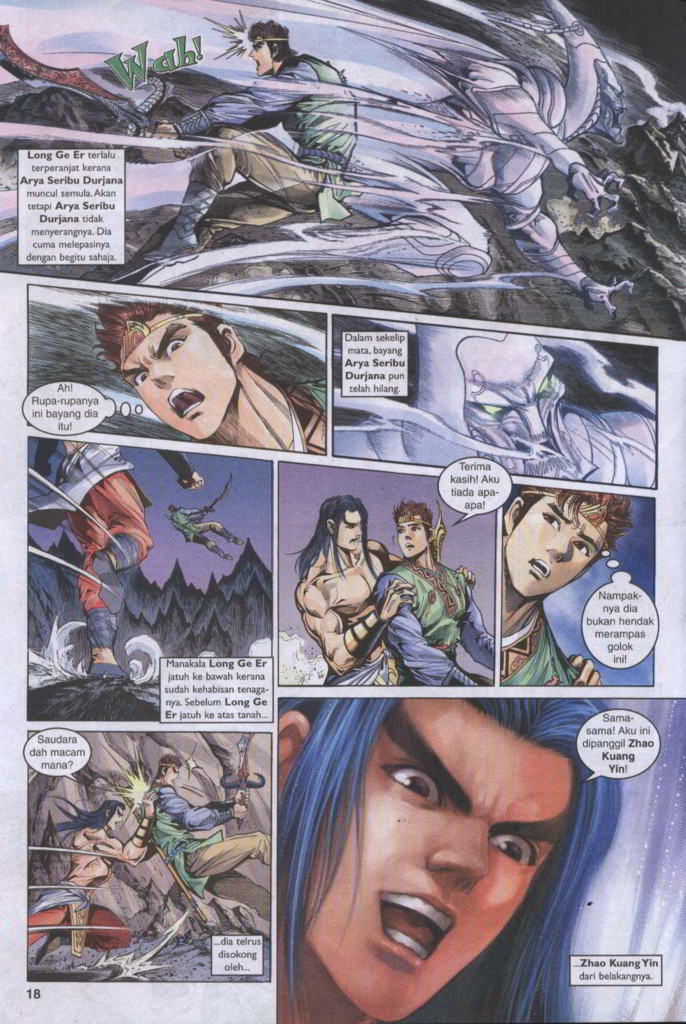 Wah!
Long Ge Er terlalu
terperanjat kerana
Arya Seribu Durjana
muncul semula. Akan
tetapi Arya Seribu
Durjana tidak
menyerangnya. Dia
cuma melepasinya
dengan begitu sahaja.
Ah!
Rupa-rupanya
ini bayang dia
itu!
Dalam sekelip
mata, bayang
Arya Seribu
Durjana pun
telah hilang.
Manakala Long Ge Er
jatuh ke bawah kerana
sudah kehabisan tenaga-
nya. Sebelum Long Ge
Er jatuh ke atas tanah...
Terima
kasih! Aku
tiada apa-
apa!
Nampak-
nya dia
bukan hendak
merampas
golok
ini!
Saudara
dah macam
mana?
...dia telrus
disokong
oleh...
Sama-
sama! Aku ini
dipanggil Zhao
Kuang
Yin!
...Zhao Kuang Yin
dari belakangnya.
18